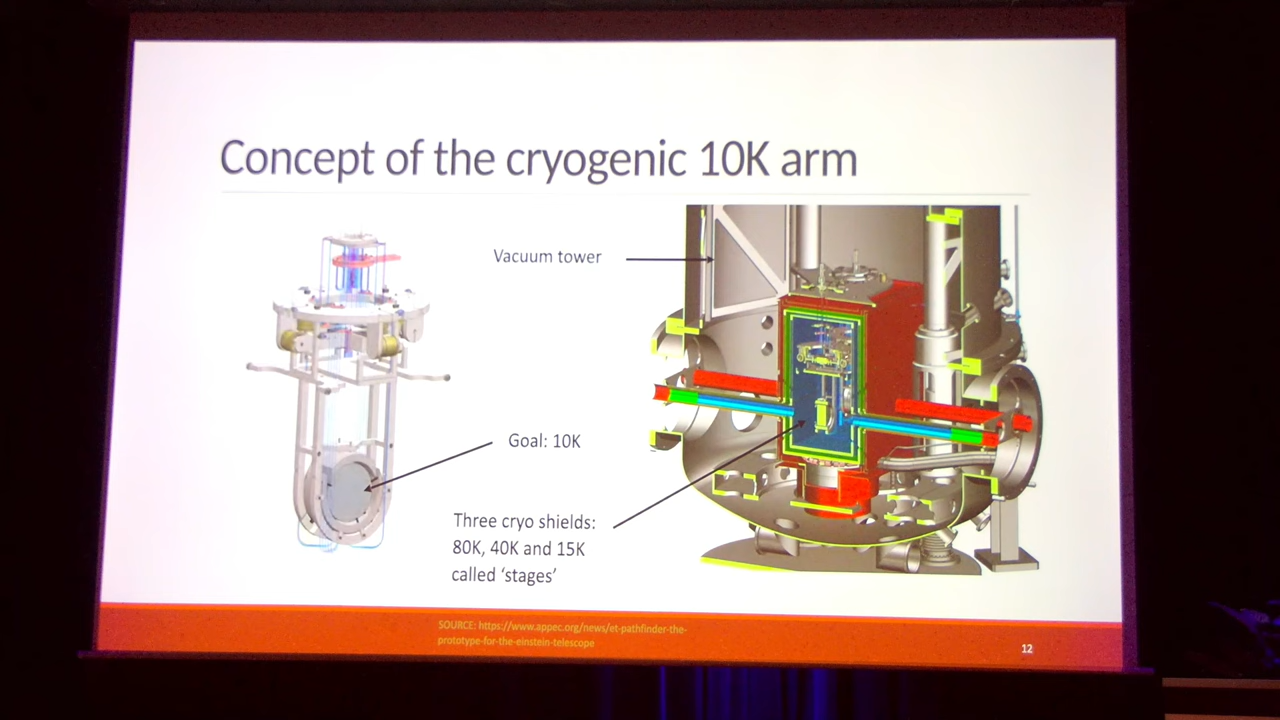 Concept of the cryogenic 10K arm
Vacuum tower
Goal: 10K
Three cryo shields:
80K, 40K and 15K
called ‘stages’
SOURCE: https://www.appec.org/news/et-pathfinder-the-
prototype-for-the-einstein-telescope
12